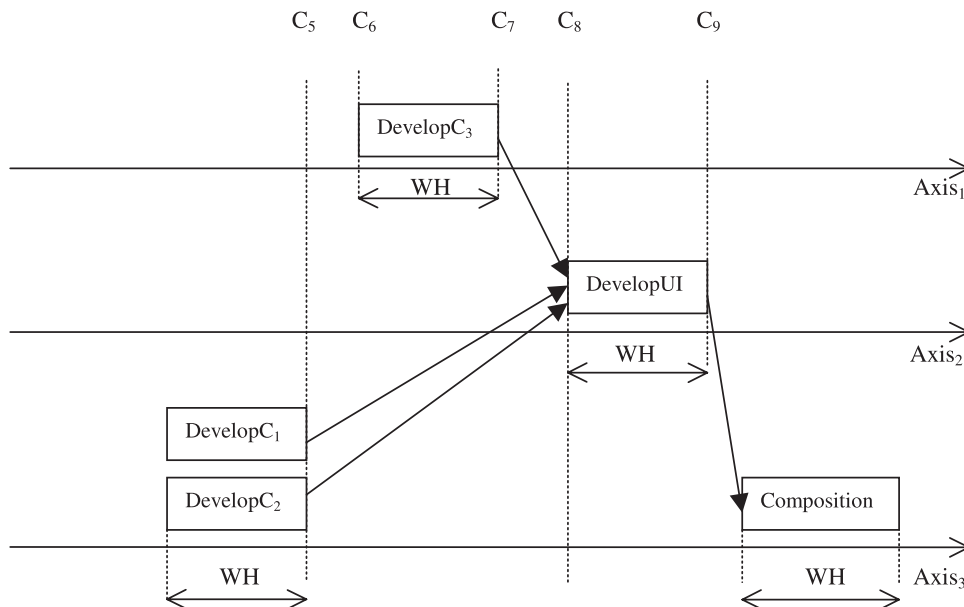 C₅ C₆ C₇ C₈ C₉
DevelopC₃
WH
Axis₁
DevelopUI
WH
Axis₂
DevelopC₁
DevelopC₂
Composition
WH
WH
Axis₃